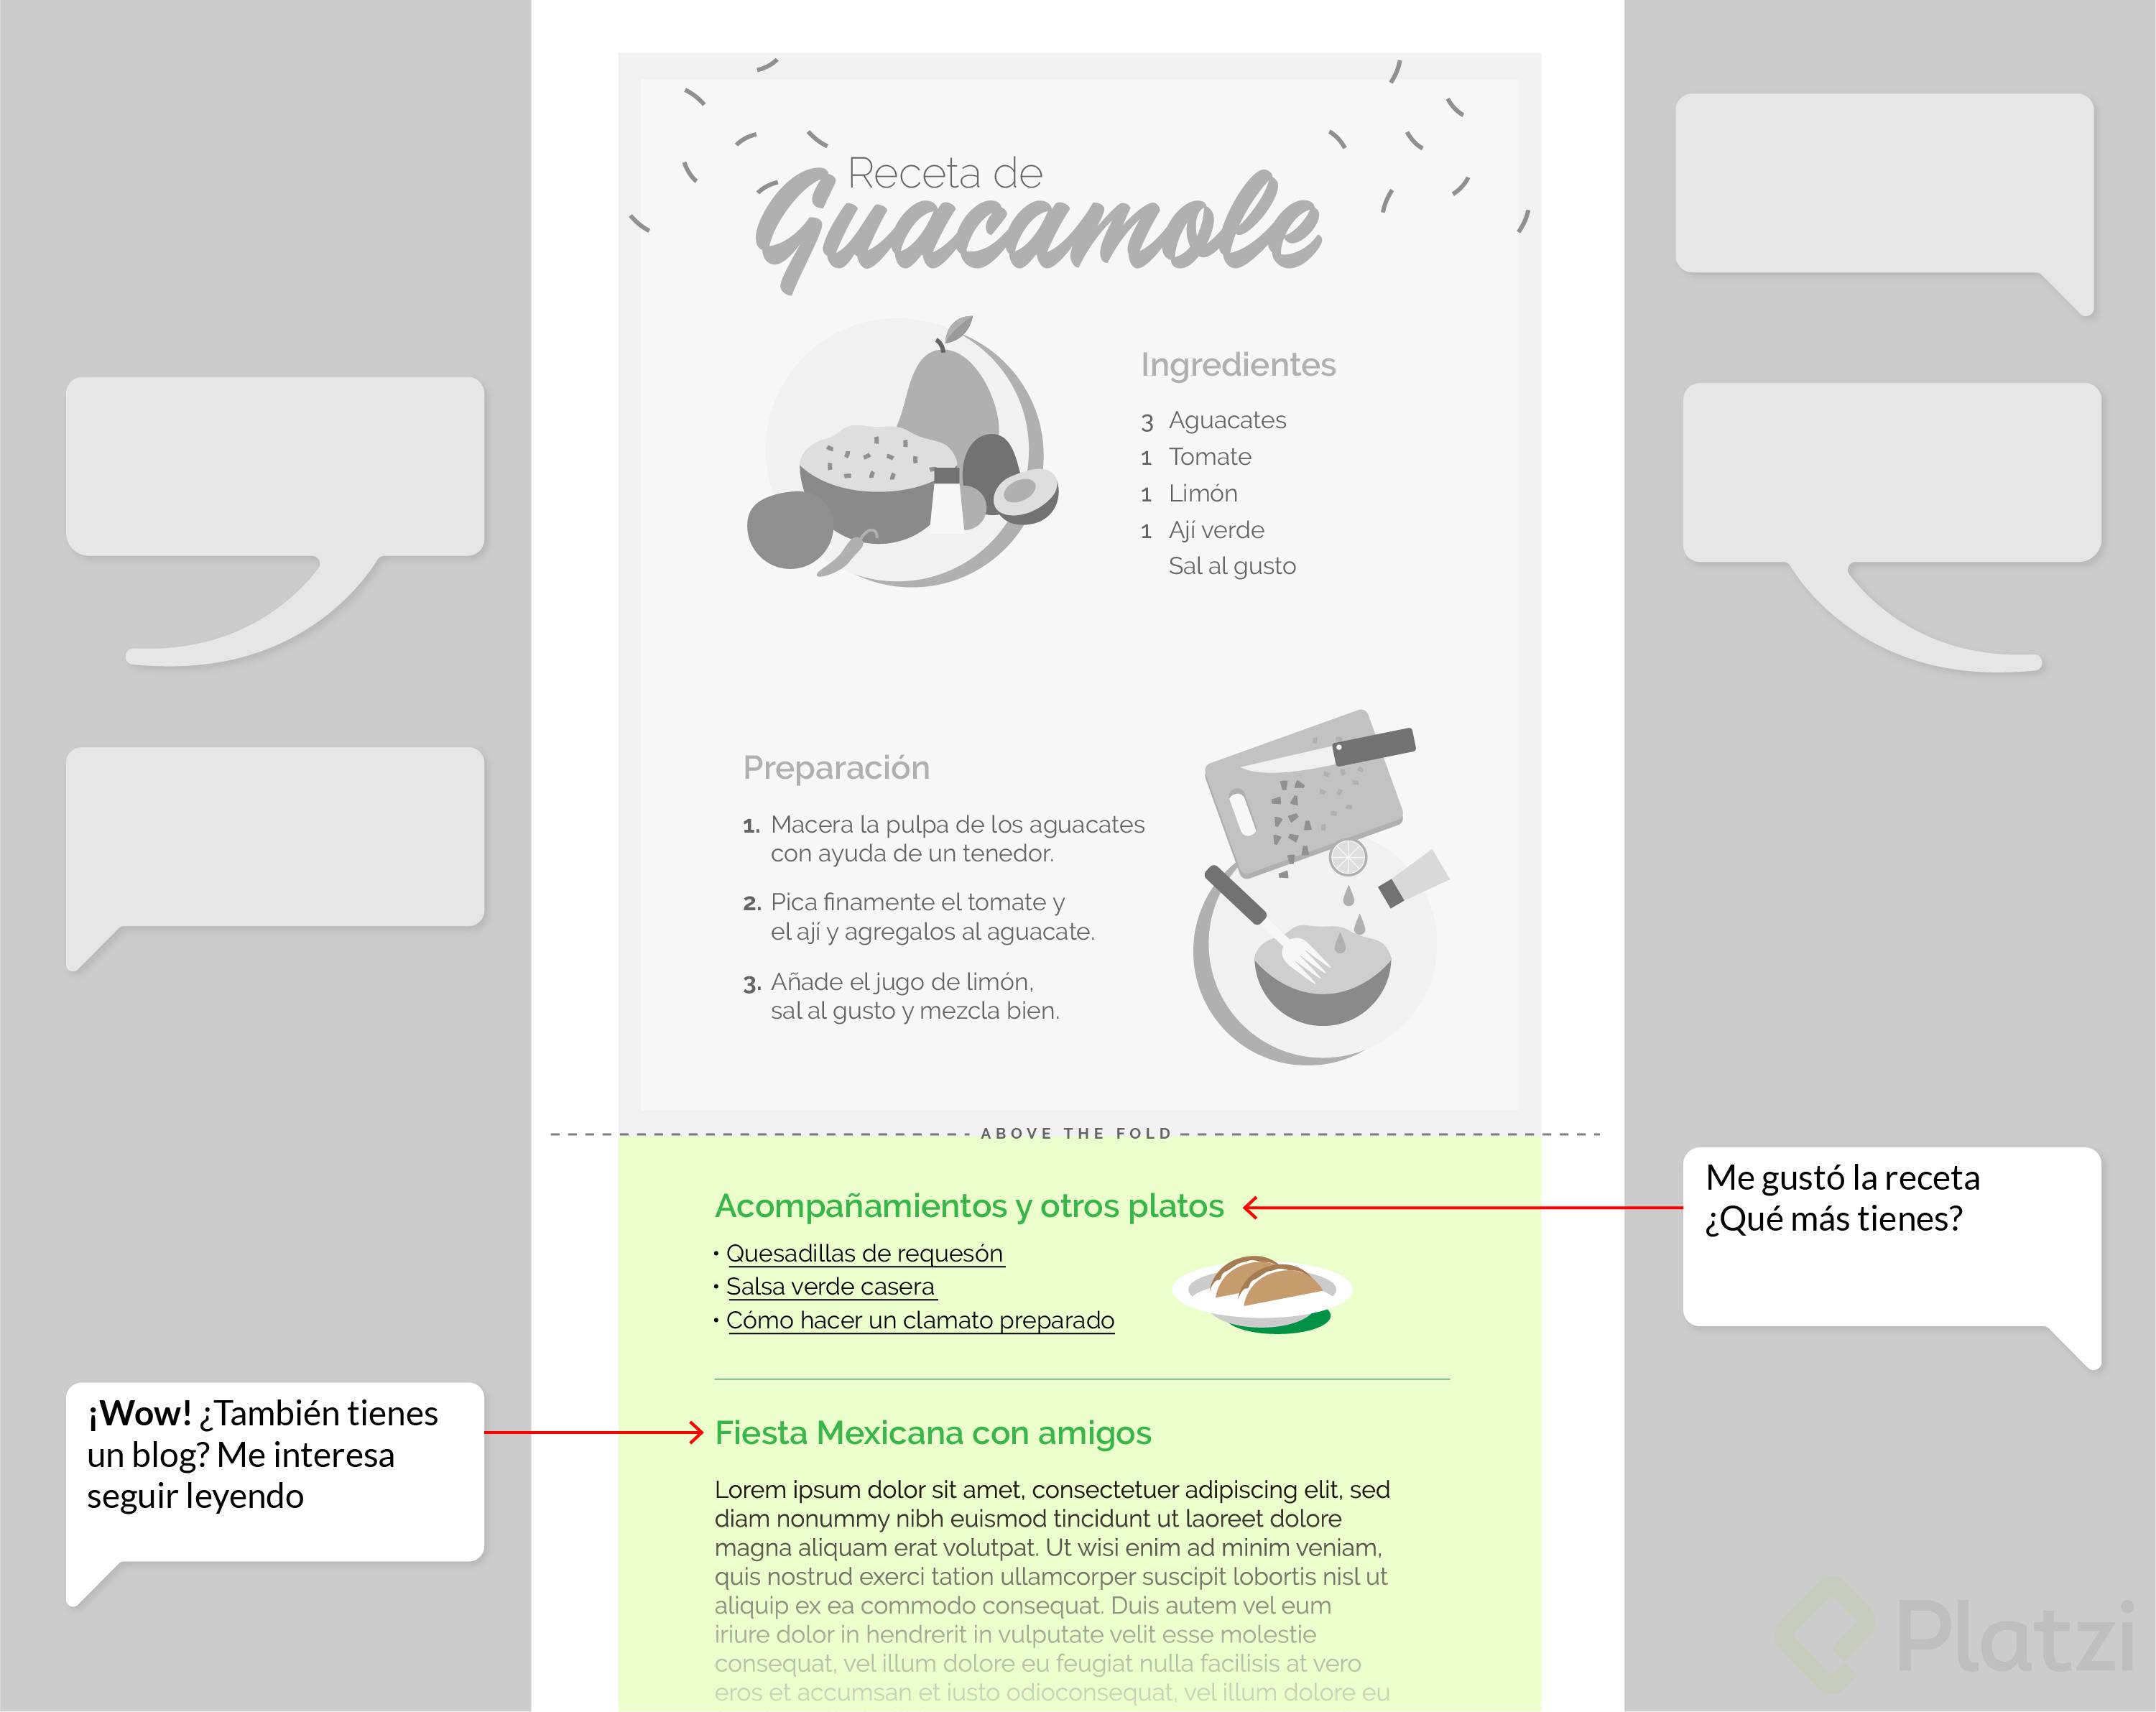 Receta de
Guacamole
Ingredientes
3 Aguacates
1 Tomate
1 Limón
1 Ají verde
Sal al gusto
Preparación
1. Macera la pulpa de los aguacates
con ayuda de un tenedor.
2. Pica finamente el tomate y
el ají y agregalos al aguacate.
3. Añade el jugo de limón,
sal al gusto y mezcla bien.
ABOVE THE FOLD
Acompañamientos y otros platos
• Quesadillas de requesón
• Salsa verde casera
• Cómo hacer un clamato preparado
Me gustó la receta
¿Qué más tienes?
¡Wow! ¿También tienes
un blog? Me interesa
seguir leyendo
Fiesta Mexicana con amigos
Lorem ipsum dolor sit amet, consectetuer adipiscing elit, sed
diam nonummy nibh euismod tincidunt ut laoreet dolore
magna aliquam erat volutpat. Ut wisi enim ad minim veniam,
quis nostrud exerci tation ullamcorper suscipit lobortis nisl ut
aliquip ex ea commodo consequat. Duis autem vel eum
iriure dolor in hendrerit in vulputate velit esse molestie
consequat, vel illum dolore eu feugiat nulla facilisis at vero
eros et accumsan et iusto odioconsequat, vel illum dolore eu
Platzi